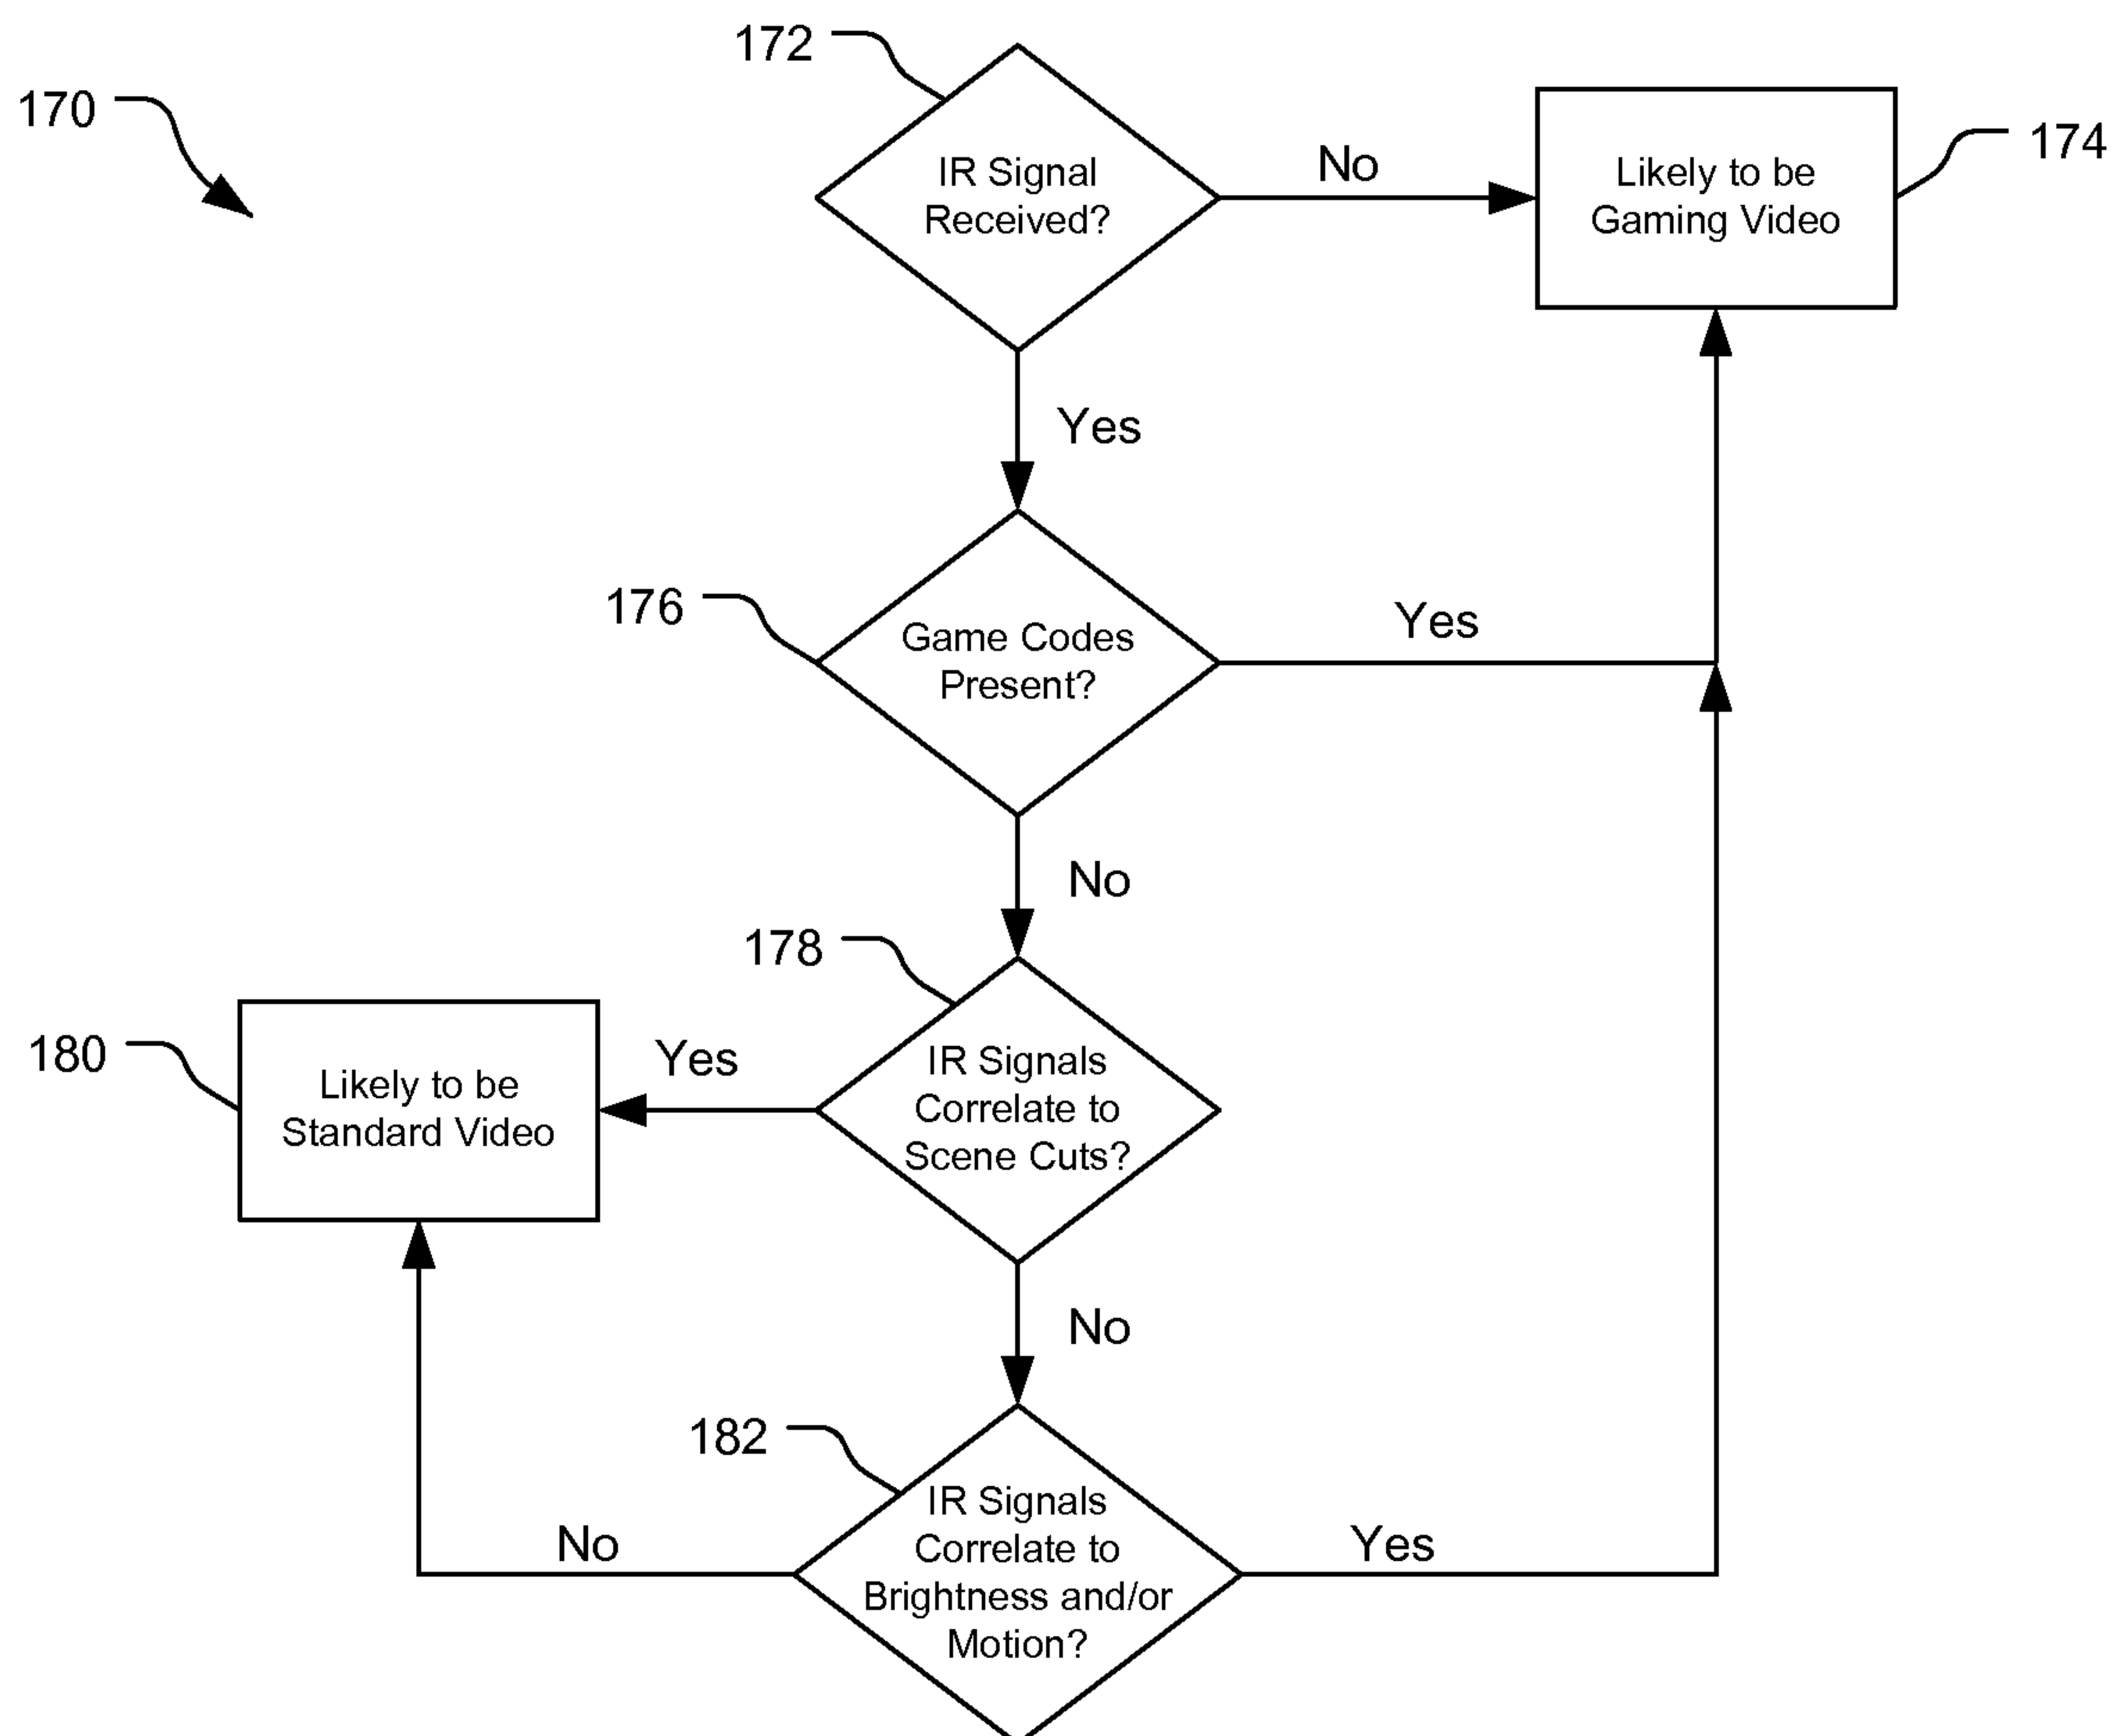 172
170
IR Signal
Received?
No
Likely to be
Gaming Video
174
Yes
176
Game Codes
Present?
Yes
No
178
IR Signals
Correlate to
Scene Cuts?
Yes
180
Likely to be
Standard Video
No
182
IR Signals
Correlate to
Brightness and/or
Motion?
No
Yes